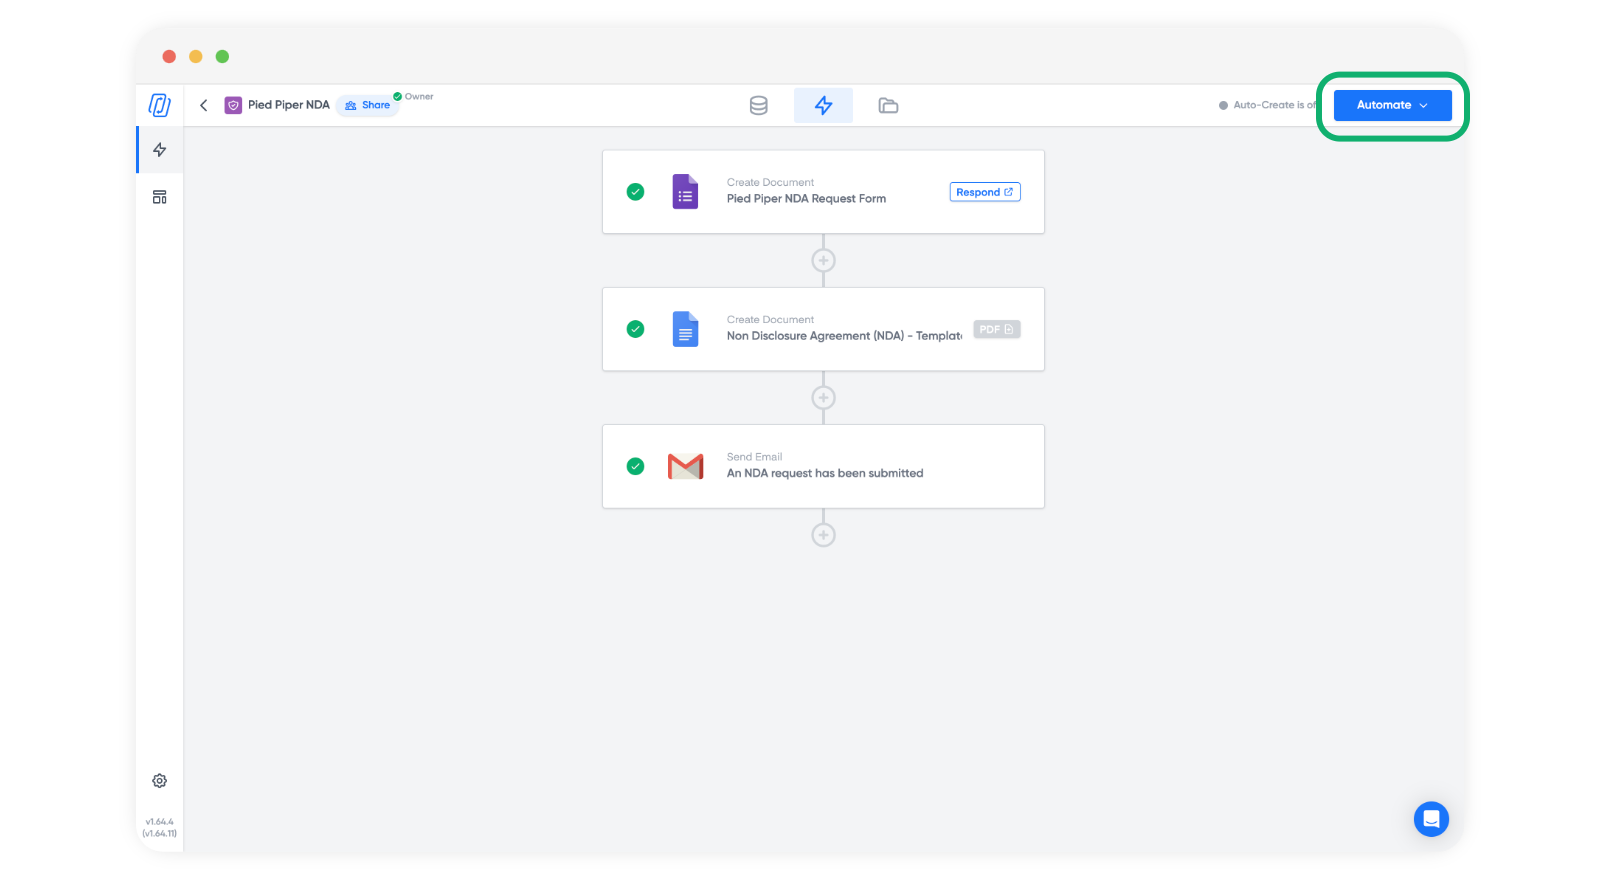 Pied Piper NDA
Share
Owner
Auto-Create is of
Automate
Create Document
Pied Piper NDA Request Form
Respond
Create Document
Non Disclosure Agreement (NDA) - Templat
PDF
Send Email
An NDA request has been submitted
v1.64.4
(v1.64.11)